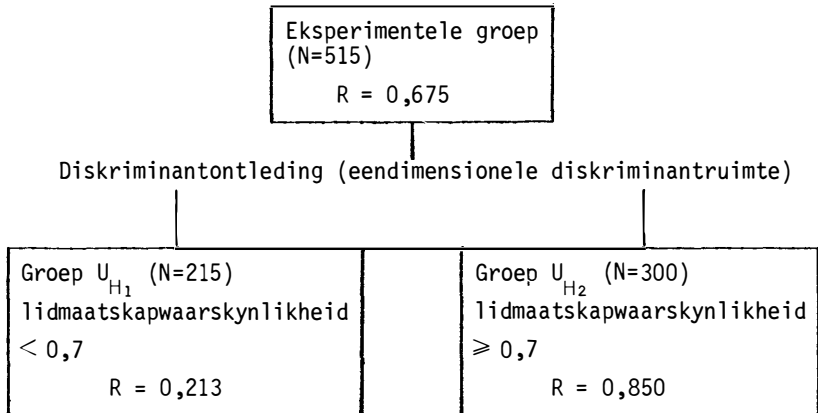 Eksperimentele groep
(N=515)
R = 0,675
Diskriminantontleding (eendimensionele diskriminantruimte)
Groep U_H₁ (N=215)
lidmaatskapwaarskynlikheid
< 0,7
R = 0,213
Groep U_H₂ (N=300)
lidmaatskapwaarskynlikheid
⩾ 0,7
R = 0,850